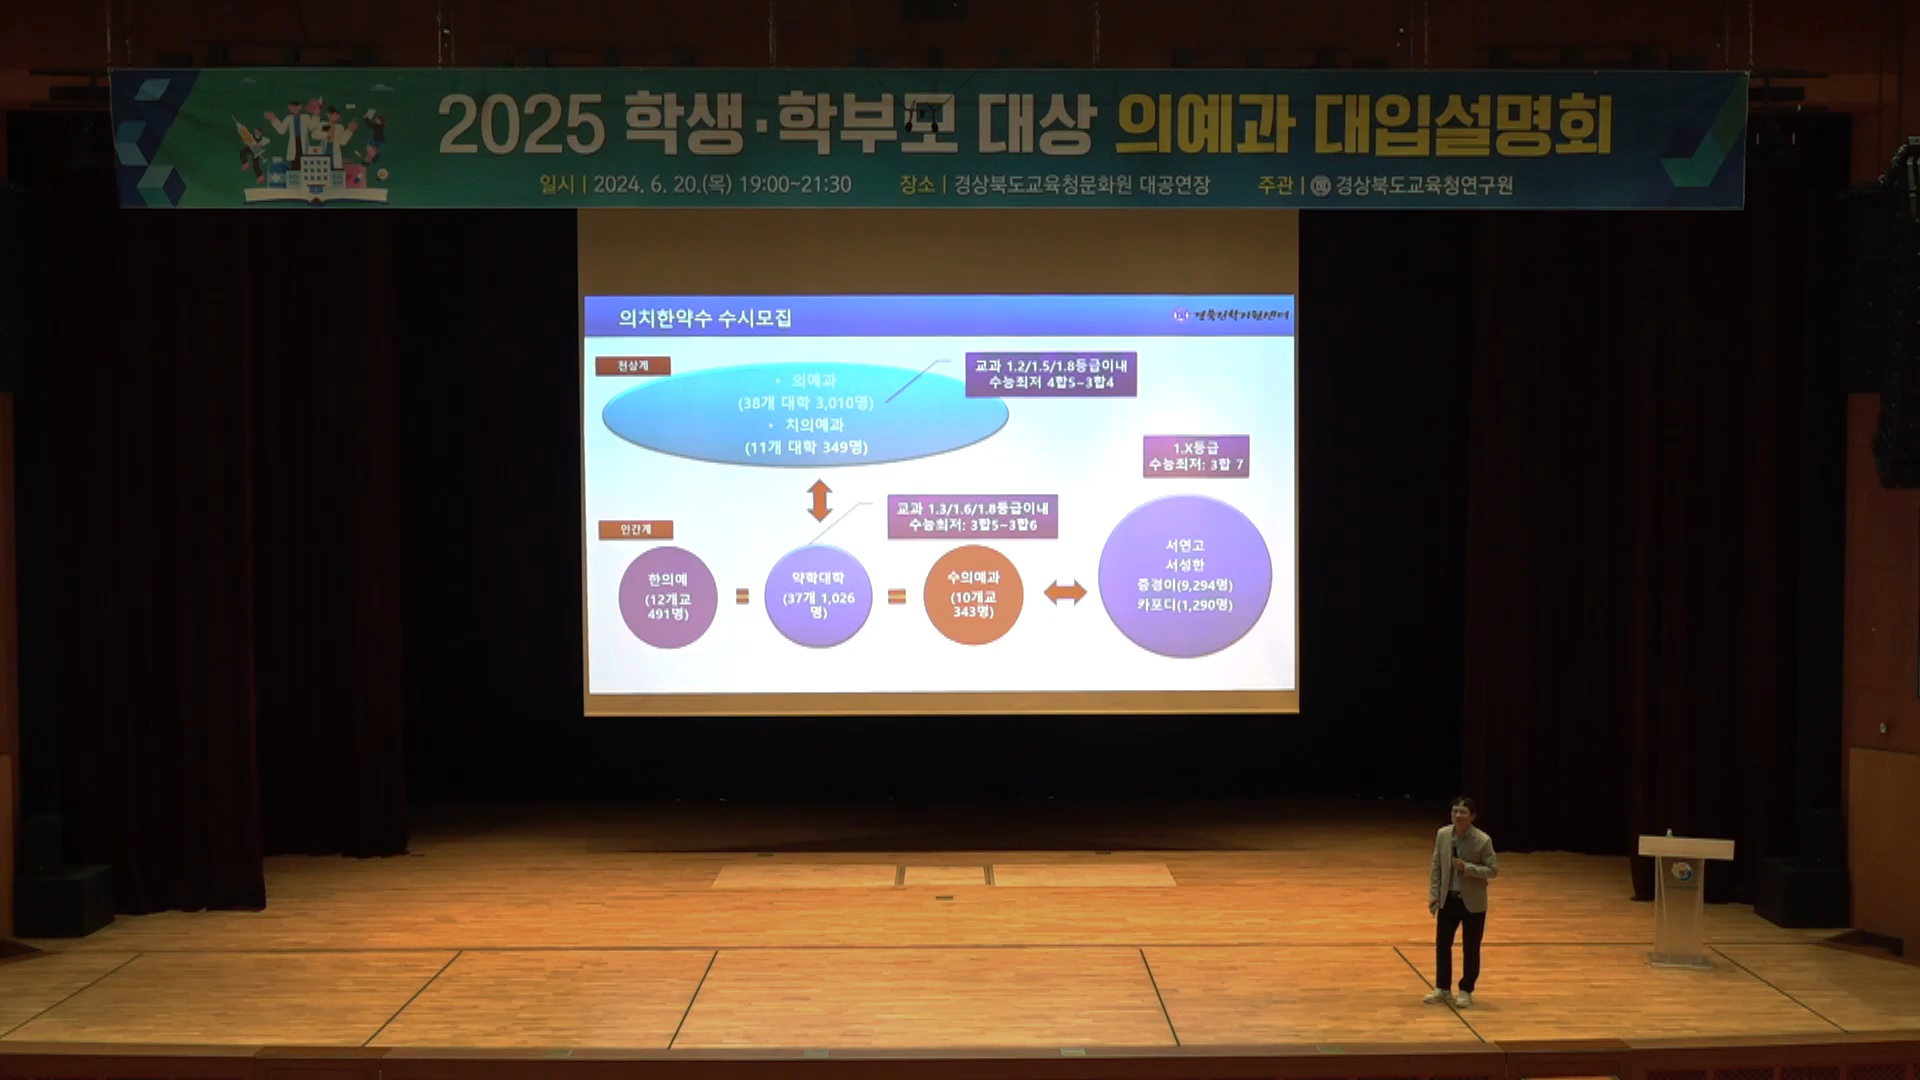 2025 학생·학부모 대상 의예과 대입설명회
일시 | 2024. 6. 20.(목) 19:00~21:30 장소 | 경상북도교육청문화원 대공연장 주관 | 경상북도교육청연구원
의치한약수 수시모집
경북진학지원센터
천상계
• 의예과
(38개 대학 3,010명)
• 치의예과
(11개 대학 349명)
교과 1.2/1.5/1.8등급이내
수능최저 4합5~3합4
1.X등급
수능최저: 3합 7
교과 1.3/1.6/1.8등급이내
수능최저: 3합5~3합6
인간계
한의예
(12개교
491명)
=
약학대학
(37개 1,026
명)
=
수의예과
(10개교
343명)
서연고
서성한
중경이(9,294명)
카포디(1,290명)